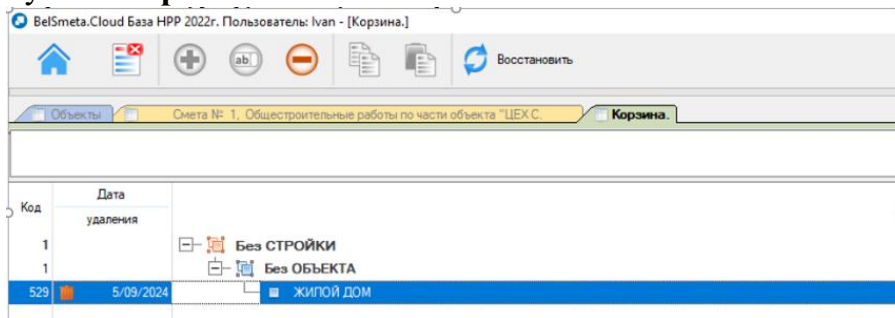 BelSmeta.Cloud База НРР 2022г. Пользователь: Ivan - [Корзина.]
ab
Восстановить
Объекты Смета № 1, Общестроительные работы по части объекта "ЦЕХ С. Корзина.
Код Дата
удаления
1 Без СТРОЙКИ
1 Без ОБЪЕКТА
529 5/09/2024 ЖИЛОЙ ДОМ